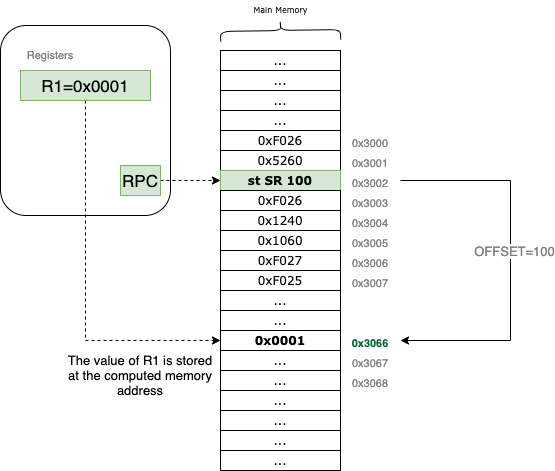 Main Memory
Registers
R1=0x0001
RPC
...
...
...
...
0xF026 0x3000
0x5260 0x3001
st SR 100 0x3002
0xF026 0x3003
0x1240 0x3004
0x1060 0x3005
0xF027 0x3006
0xF025 0x3007
...
...
0x0001 0x3066
... 0x3067
... 0x3068
...
...
...
...
OFFSET=100
The value of R1 is stored
at the computed memory
address